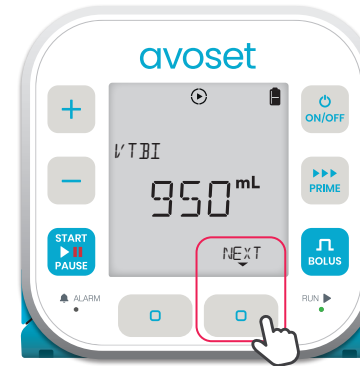 avoset
ON/OFF
VTBI
950 mL
PRIME
START
PAUSE
NEXT
BOLUS
ALARM
RUN